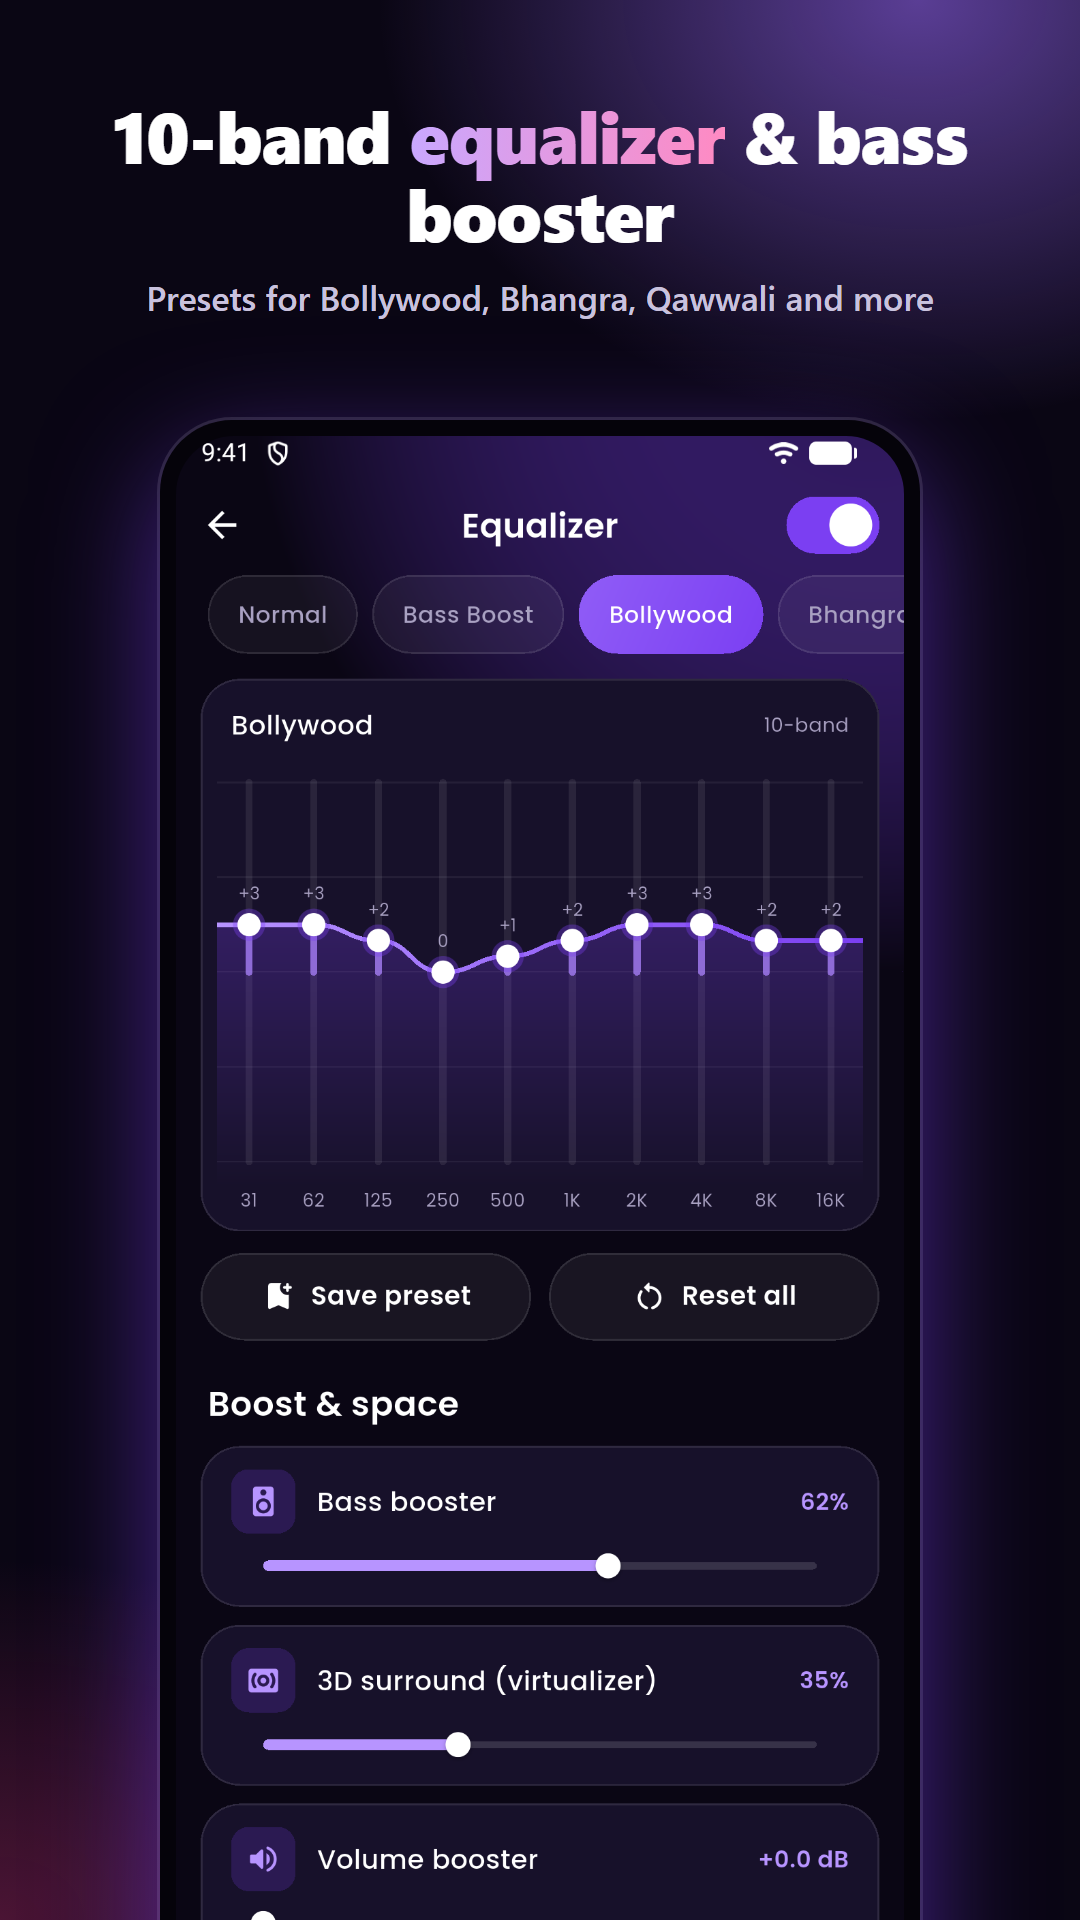 10-band equalizer & bass
booster
Presets for Bollywood, Bhangra, Qawwali and more
9:41
Equalizer
Normal
Bass Boost
Bollywood
Bhangra
Bollywood
10-band
+3 +3 +2 0 +1 +2 +3 +3 +2 +2
31 62 125 250 500 1K 2K 4K 8K 16K
Save preset
Reset all
Boost & space
Bass booster
62%
3D surround (virtualizer)
35%
Volume booster
+0.0 dB